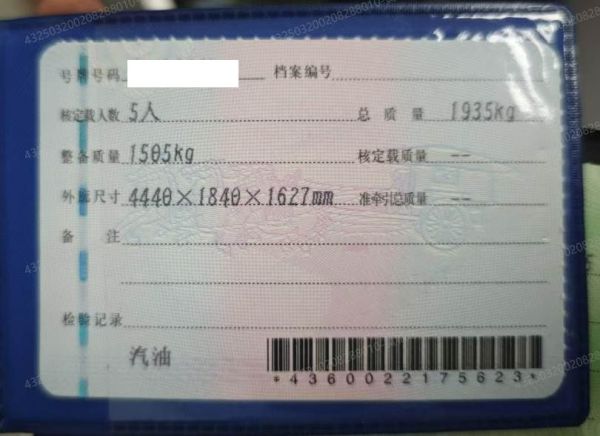 号牌号码 档案编号
核定载人数 5人 总质量 1935kg
整备质量 1505kg 核定载质量 --
外廓尺寸 4440×1840×1627mm 准牵引总质量 --
备注
检验记录
汽油
*4360022175623*